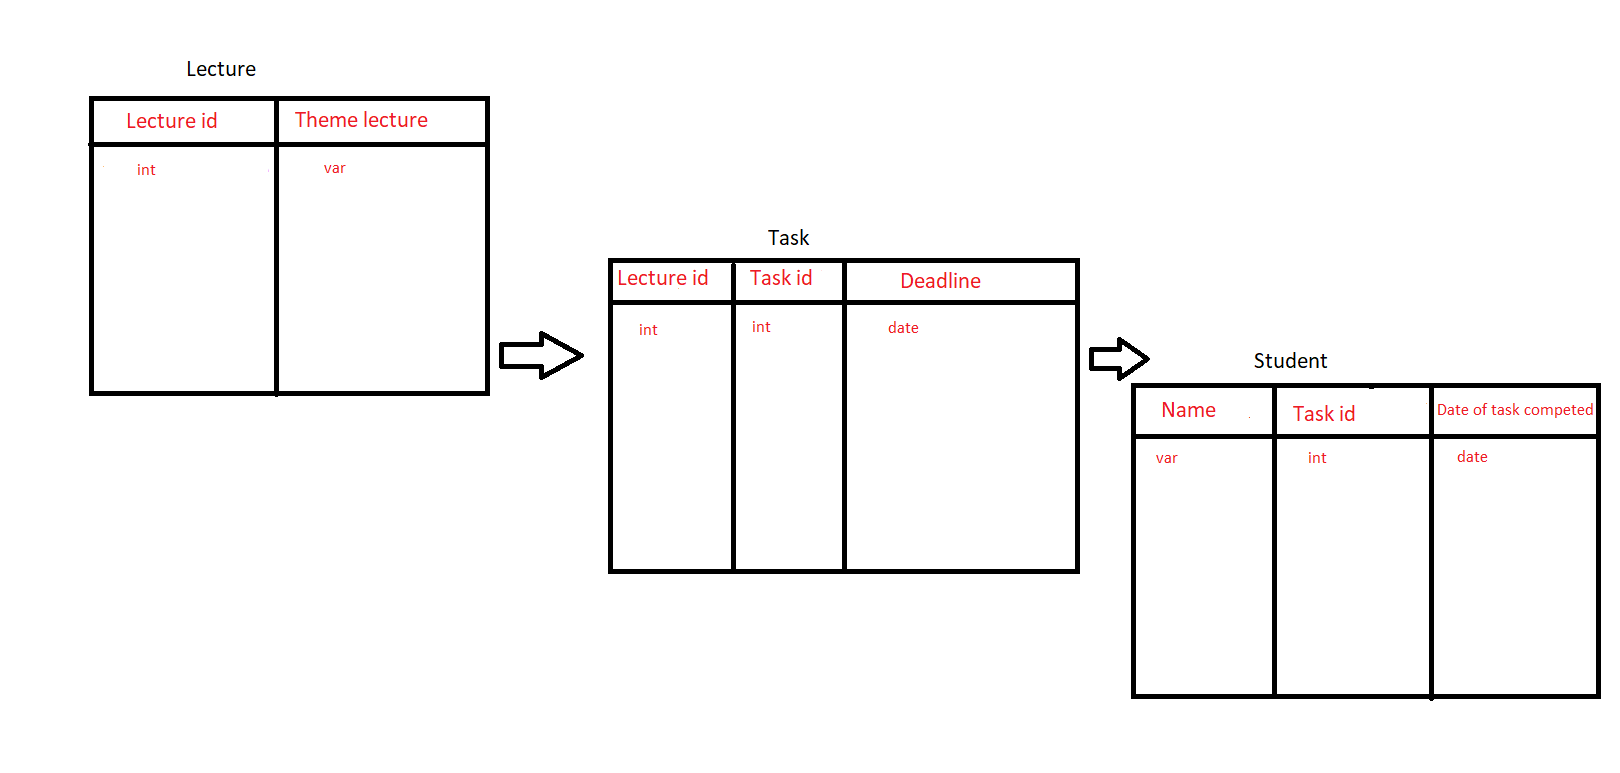 Lecture
Lecture id Theme lecture
int var
Task
Lecture id Task id Deadline
int int date
Student
Name Task id Date of task competed
var int date